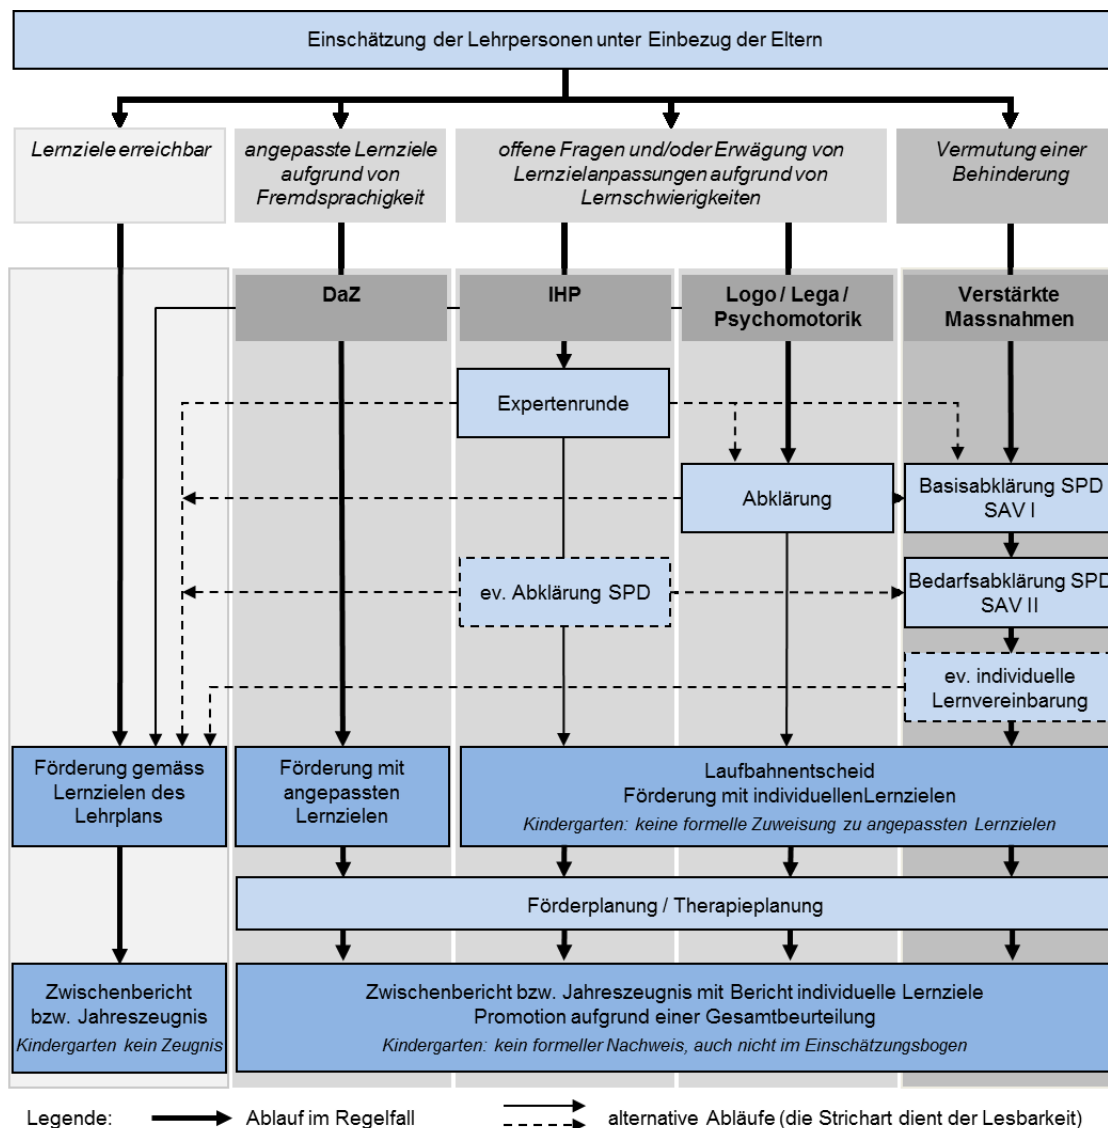 Einschätzung der Lehrpersonen unter Einbezug der Eltern
Lernziele erreichbar
angepasste Lernziele
aufgrund von
Fremdsprachigkeit
offene Fragen und/oder Erwägung von
Lernzielanpassungen aufgrund von
Lernschwierigkeiten
Vermutung einer
Behinderung
DaZ
IHP
Logo / Lega /
Psychomotorik
Verstärkte
Massnahmen
Expertenrunde
Abklärung
Basisabklärung SPD
SAV I
ev. Abklärung SPD
Bedarfsabklärung SPD
SAV II
ev. individuelle
Lernvereinbarung
Förderung gemäss
Lernzielen des
Lehrplans
Förderung mit
angepassten
Lernzielen
Laufbahnentscheid
Förderung mit individuellenLernzielen
Kindergarten: keine formelle Zuweisung zu angepassten Lernzielen
Förderplanung / Therapieplanung
Zwischenbericht
bzw. Jahreszeugnis
Kindergarten kein Zeugnis
Zwischenbericht bzw. Jahreszeugnis mit Bericht individuelle Lernziele
Promotion aufgrund einer Gesamtbeurteilung
Kindergarten: kein formeller Nachweis, auch nicht im Einschätzungsbogen
Legende:
Ablauf im Regelfall
alternative Abläufe (die Strichart dient der Lesbarkeit)